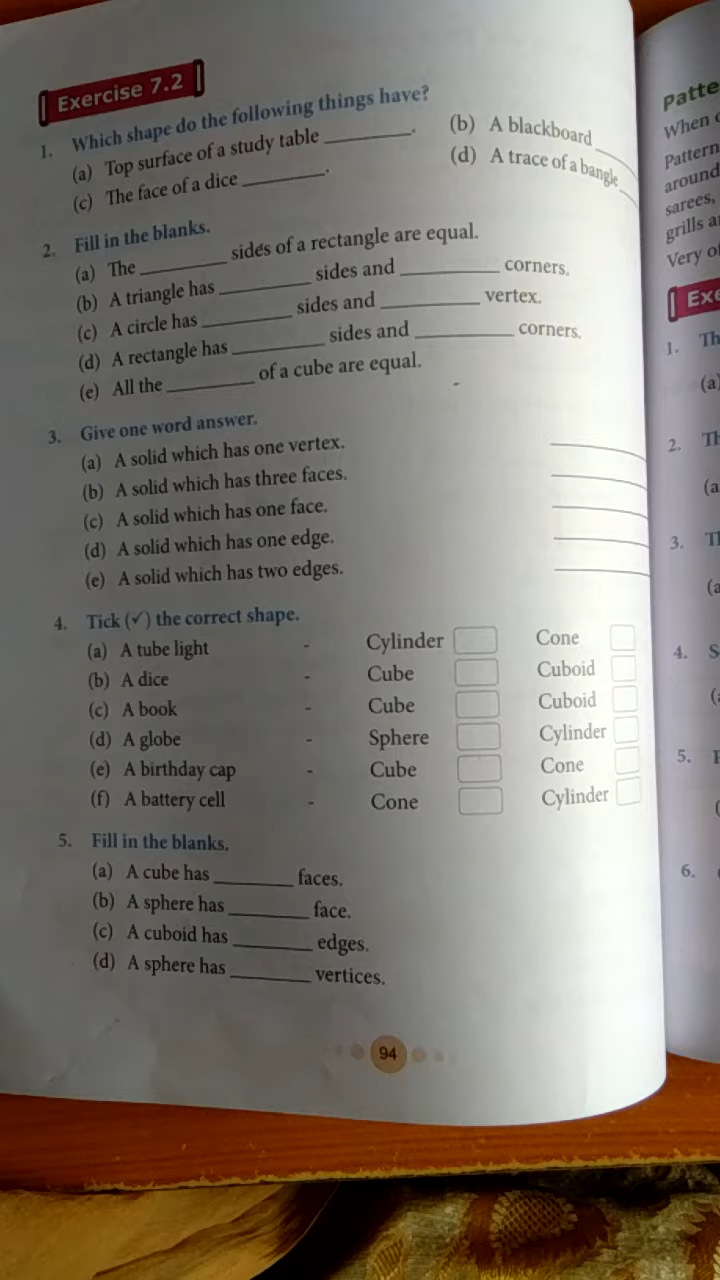 Exercise 7.2
1. Which shape do the following things have?
(a) Top surface of a study table ________. (b) A blackboard ________
(c) The face of a dice ________. (d) A trace of a bangle ________
2. Fill in the blanks.
(a) The ________ sides of a rectangle are equal.
(b) A triangle has ________ sides and ________ corners.
(c) A circle has ________ sides and ________ vertex.
(d) A rectangle has ________ sides and ________ corners.
(e) All the ________ of a cube are equal.
3. Give one word answer.
(a) A solid which has one vertex. ________
(b) A solid which has three faces. ________
(c) A solid which has one face. ________
(d) A solid which has one edge. ________
(e) A solid which has two edges. ________
4. Tick (✓) the correct shape.
(a) A tube light - Cylinder Cone
(b) A dice - Cube Cuboid
(c) A book - Cube Cuboid
(d) A globe - Sphere Cylinder
(e) A birthday cap - Cube Cone
(f) A battery cell - Cone Cylinder
5. Fill in the blanks.
(a) A cube has ________ faces.
(b) A sphere has ________ face.
(c) A cuboid has ________ edges.
(d) A sphere has ________ vertices.
94
Patte
When
Pattern
around
sarees,
grills a
Very o
Exe
1. Th
(a)
2. Th
(a
3. T
(a
4. S
(
5.
(
6.